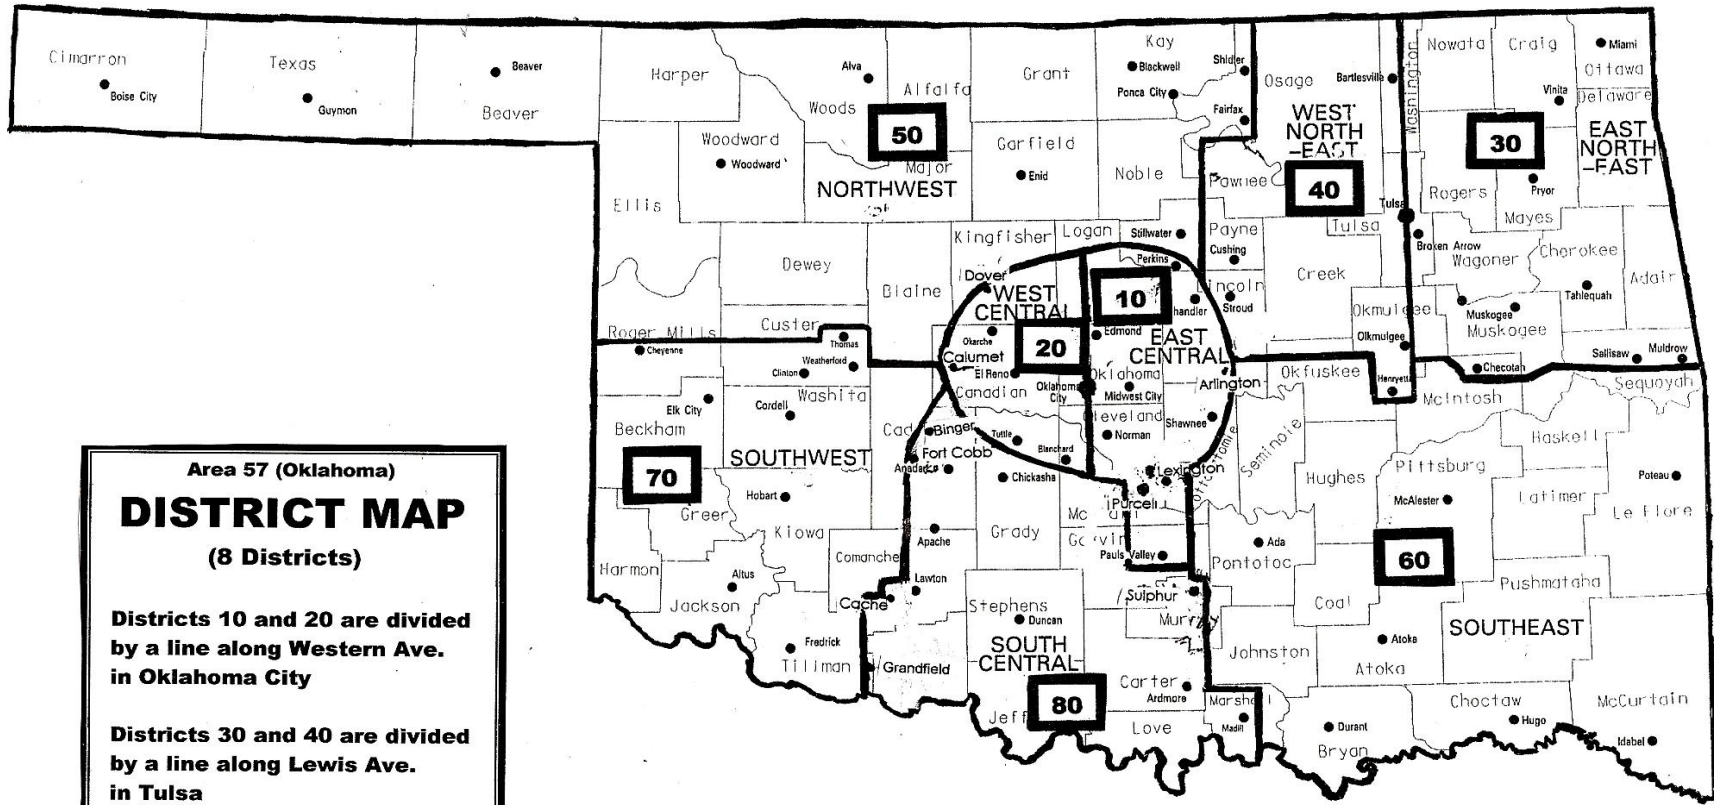 Cimarron
Boise City
Texas
Guymon
Beaver
Beaver
Harper
Woodward
Woodward
Ellis
Alva
Woods
Alfalfa
50
Major
NORTHWEST
Grant
Garfield
Enid
Kay
Blackwell
Ponca City
Noble
Shidler
Fairfax
Osage
Bartlesville
WEST
NORTH
-EAST
40
Pawnee
Washington
Nowata
Craig
Miami
Ottawa
Vinita
Delaware
30
EAST
NORTH
-EAST
Rogers
Pryor
Mayes
Tulsa
Tulsa
Broken Arrow
Wagoner
Cherokee
Adair
Tahlequah
Muskogee
Muskogee
Sallisaw
Muldrow
Checotah
Sequoyah
Payne
Cushing
Creek
Lincoln
Stroud
Okmulgee
Olkmulgee
Okfuskee
Henryetta
McIntosh
Kingfisher
Logan
Stillwater
Perkins
Dover
WEST
CENTRAL
10
handler
Edmond
EAST
CENTRAL
20
Okarche
Calumet
El Reno
Canadian
Oklahoma
City
Oklahoma
Midwest City
Arlington
Cleveland
Norman
Shawnee
Pottawatomie
Seminole
Dewey
Blaine
Roger Mills
Custer
Thomas
Cheyenne
Weatherford
Clinton
Washita
Elk City
Cordell
Beckham
SOUTHWEST
70
Hobart
Greer
Kiowa
Harmon
Altus
Jackson
Fredrick
Tillman
Comanche
Cad
Binger
Fort Cobb
Anadarko
Tuttle
Blanchard
Chickasha
Lexington
Purcell
Apache
Grady
Lawton
Cache
Grandfield
Pauls Valley
Stephens
Duncan
SOUTH
CENTRAL
80
Jeff
Sulphur
Murray
Carter
Ardmore
Love
Marshall
Madill
Hughes
Pittsburg
McAlester
Haskell
Latimer
Poteau
Le Flore
Ada
Pontotoc
60
Coal
Pushmataha
SOUTHEAST
Johnston
Atoka
Atoka
Choctaw
Hugo
McCurtain
Idabel
Durant
Bryan
Area 57 (Oklahoma)
DISTRICT MAP
(8 Districts)
Districts 10 and 20 are divided
by a line along Western Ave.
in Oklahoma City
Districts 30 and 40 are divided
by a line along Lewis Ave.
in Tulsa